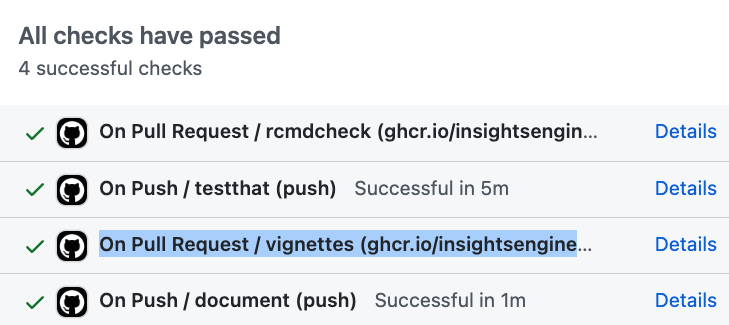 All checks have passed
4 successful checks
On Pull Request / rcmdcheck (ghcr.io/insightsengin... Details
On Push / testthat (push) Successful in 5m Details
On Pull Request / vignettes (ghcr.io/insightsengine... Details
On Push / document (push) Successful in 1m Details